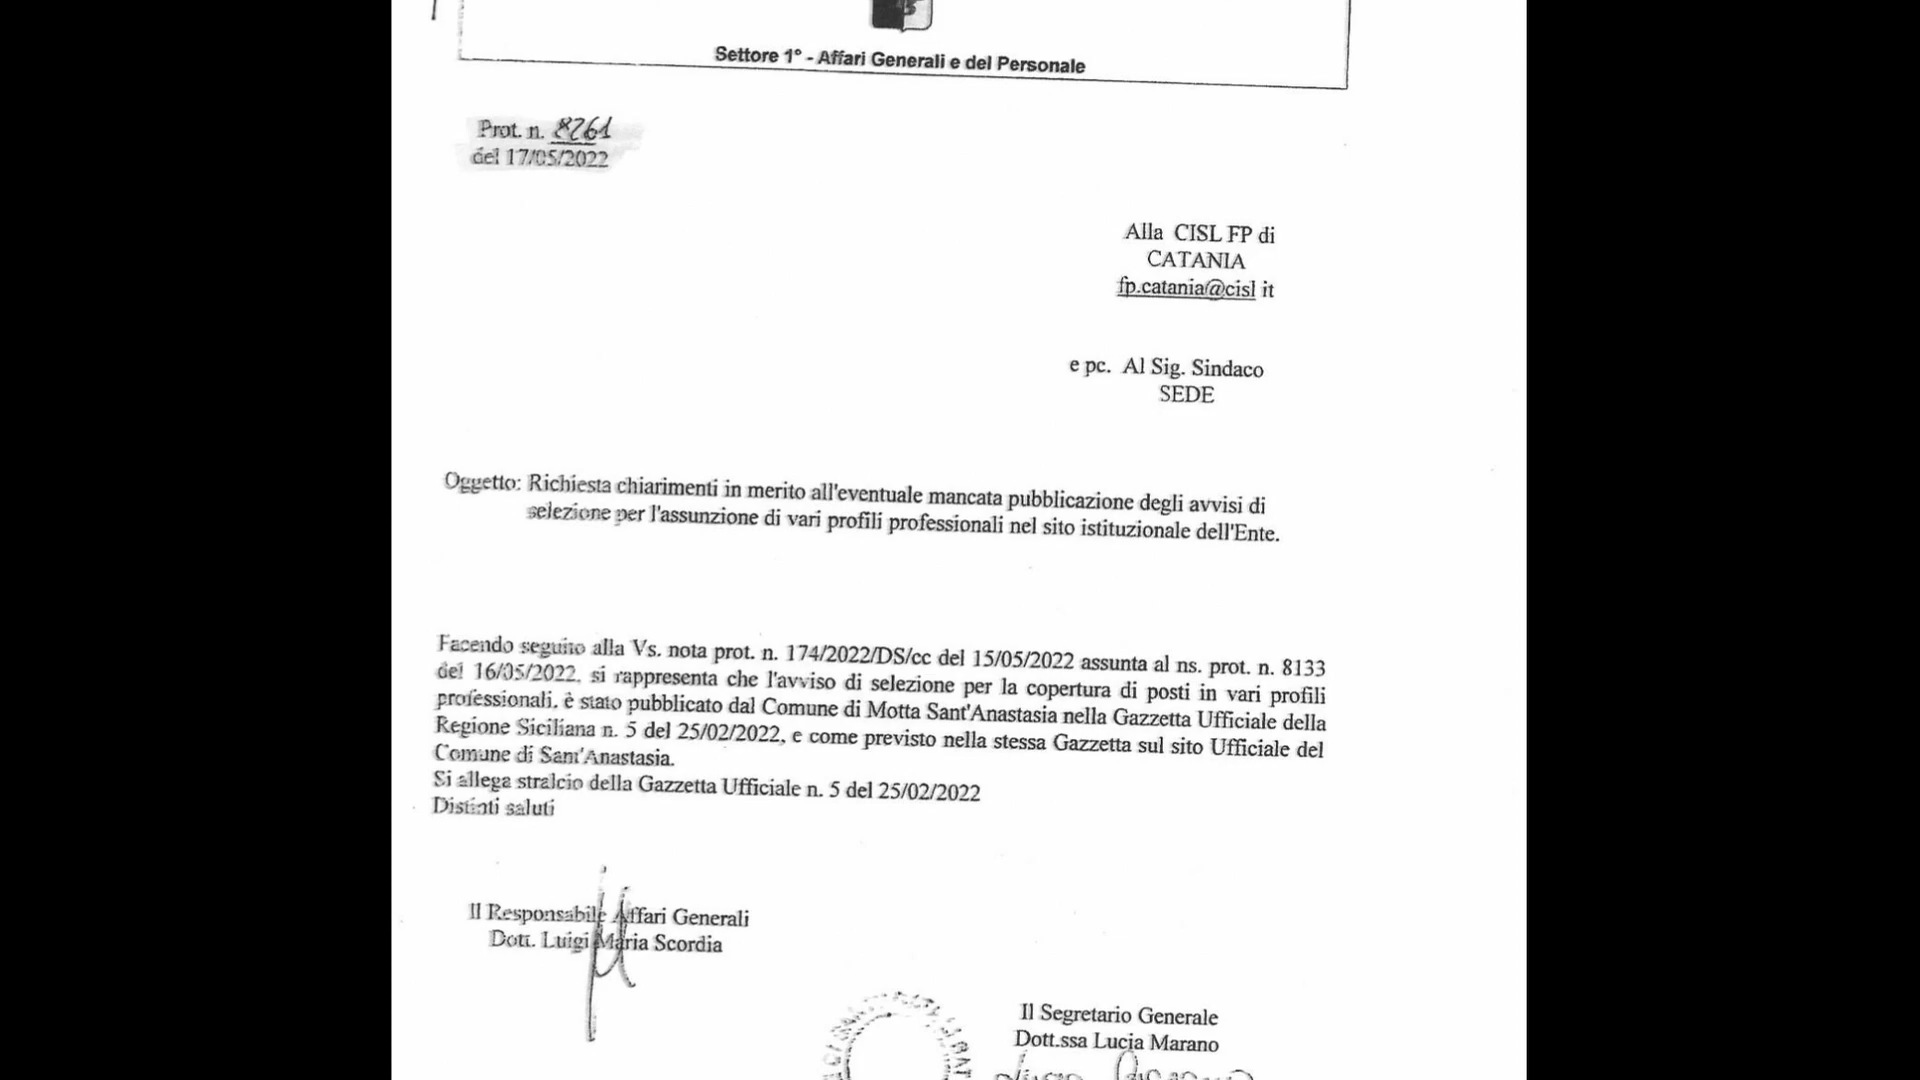 Settore 1° - Affari Generali e del Personale
Prot. n. 8261
del 17/05/2022
Alla CISL FP di
CATANIA
fp.catania@cisl it
e pc. Al Sig. Sindaco
SEDE
Oggetto: Richiesta chiarimenti in merito all'eventuale mancata pubblicazione degli avvisi di
selezione per l'assunzione di vari profili professionali nel sito istituzionale dell'Ente.
Facendo seguito alla Vs. nota prot. n. 174/2022/DS/cc del 15/05/2022 assunta al ns. prot. n. 8133
del 16/05/2022, si rappresenta che l'avviso di selezione per la copertura di posti in vari profili
professionali, è stato pubblicato dal Comune di Motta Sant'Anastasia nella Gazzetta Ufficiale della
Regione Siciliana n. 5 del 25/02/2022, e come previsto nella stessa Gazzetta sul sito Ufficiale del
Comune di Sant'Anastasia.
Si allega stralcio della Gazzetta Ufficiale n. 5 del 25/02/2022
Distinti saluti
Il Responsabile Affari Generali
Dott. Luigi Maria Scordia
Il Segretario Generale
Dott.ssa Lucia Marano